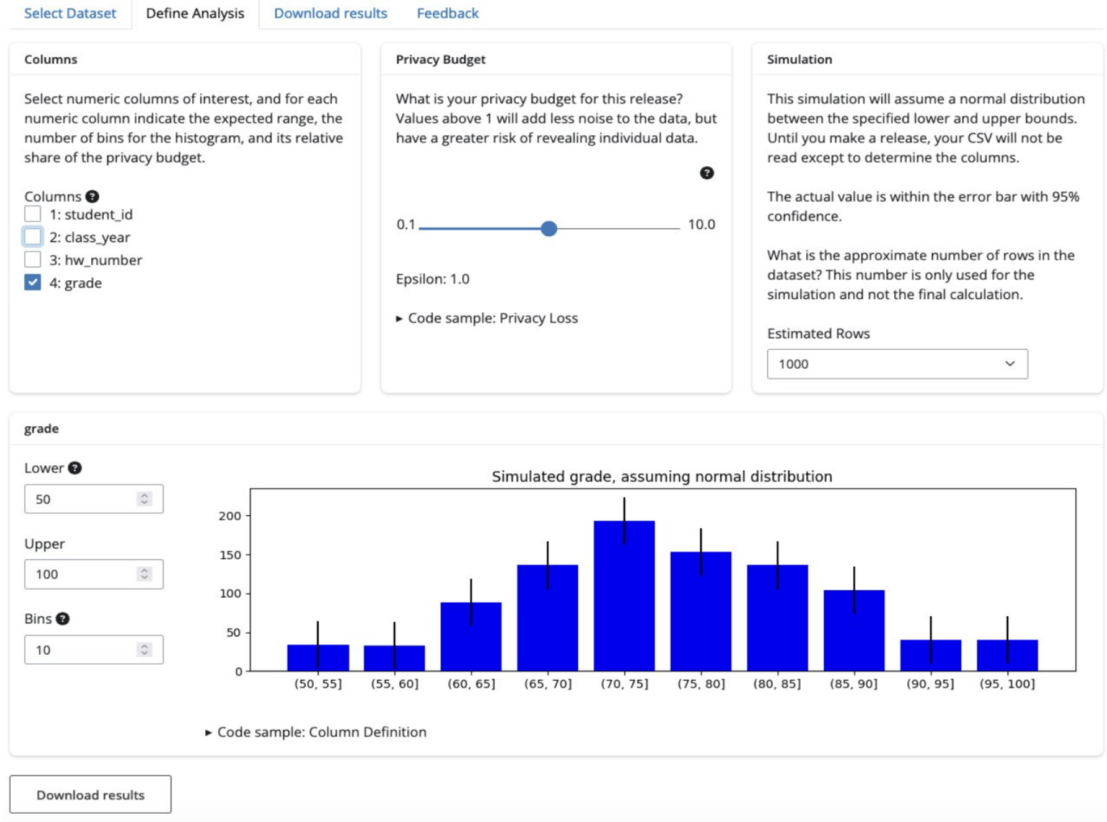 Select Dataset Define Analysis Download results Feedback
Columns
Select numeric columns of interest, and for each
numeric column indicate the expected range, the
number of bins for the histogram, and its relative
share of the privacy budget.
Columns ?
1: student_id
2: class_year
3: hw_number
4: grade
Privacy Budget
What is your privacy budget for this release?
Values above 1 will add less noise to the data, but
have a greater risk of revealing individual data.
?
0.1 10.0
Epsilon: 1.0
▸ Code sample: Privacy Loss
Simulation
This simulation will assume a normal distribution
between the specified lower and upper bounds.
Until you make a release, your CSV will not be
read except to determine the columns.
The actual value is within the error bar with 95%
confidence.
What is the approximate number of rows in the
dataset? This number is only used for the
simulation and not the final calculation.
Estimated Rows
1000
grade
Lower ?
50
Upper
100
Bins ?
10
Simulated grade, assuming normal distribution
200
150
100
50
0
(50, 55] (55, 60] (60, 65] (65, 70] (70, 75] (75, 80] (80, 85] (85, 90] (90, 95] (95, 100]
▸ Code sample: Column Definition
Download results